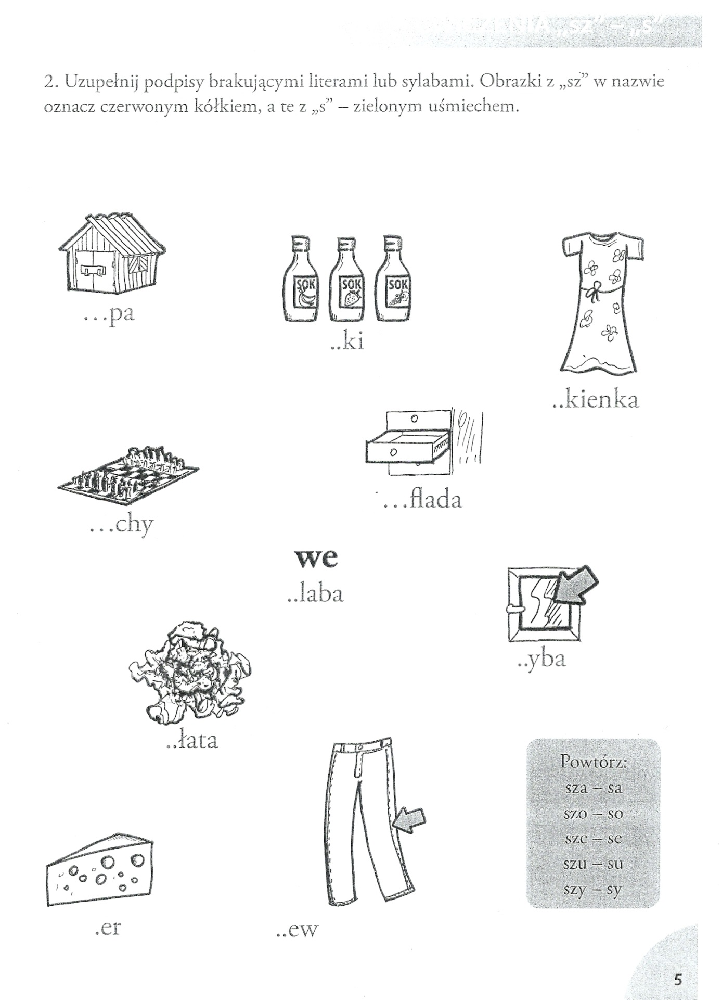 „sz” – „s”
2. Uzupełnij podpisy brakującymi literami lub sylabami. Obrazki z „sz” w nazwie
oznacz czerwonym kółkiem, a te z „s” – zielonym uśmiechem.
...pa
SOK SOK SOK
..ki
..kienka
...chy
...flada
we
..laba
..yba
..łata
Powtórz:
sza – sa
szo – so
sze – se
szu – su
szy – sy
.er
..ew
5